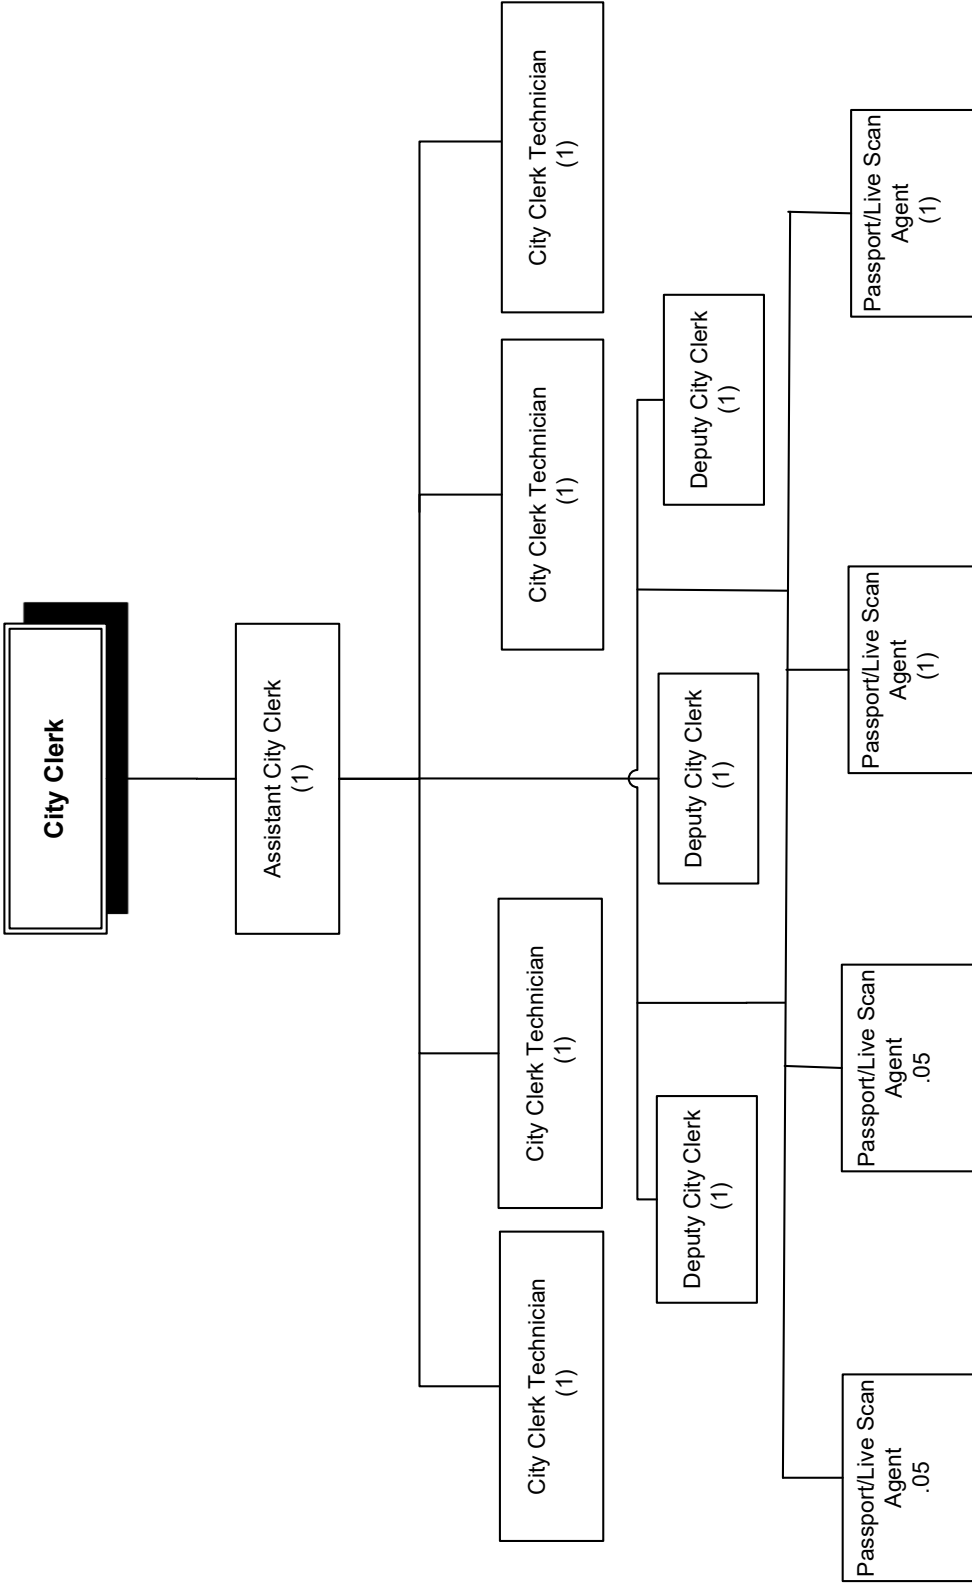 City Clerk
Assistant City Clerk
(1)
City Clerk Technician
(1)
City Clerk Technician
(1)
City Clerk Technician
(1)
City Clerk Technician
(1)
Deputy City Clerk
(1)
Deputy City Clerk
(1)
Deputy City Clerk
(1)
Passport/Live Scan
Agent
.05
Passport/Live Scan
Agent
.05
Passport/Live Scan
Agent
(1)
Passport/Live Scan
Agent
(1)